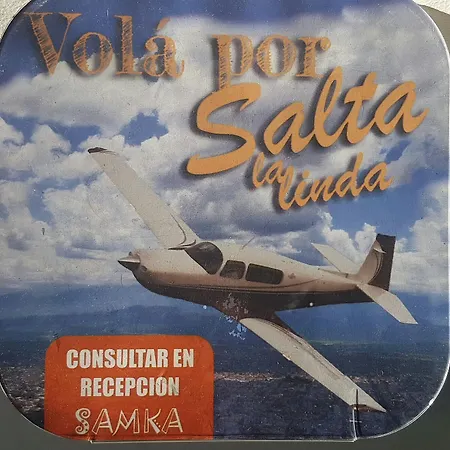 Volá por
Salta
la linda
CONSULTAR EN
RECEPCION
SAMKA